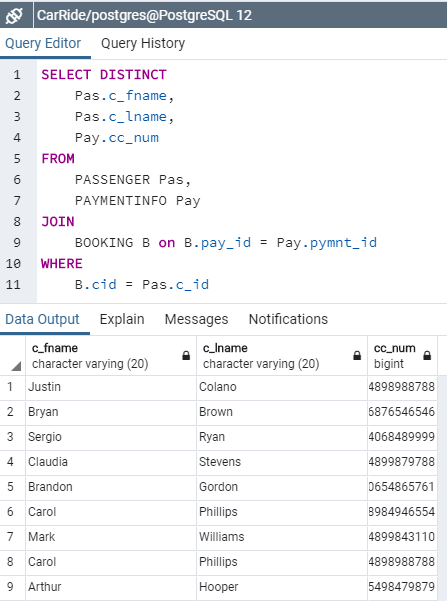 CarRide/postgres@PostgreSQL 12
Query Editor Query History
1 SELECT DISTINCT
2 Pas.c_fname,
3 Pas.c_lname,
4 Pay.cc_num
5 FROM
6 PASSENGER Pas,
7 PAYMENTINFO Pay
8 JOIN
9 BOOKING B on B.pay_id = Pay.pymnt_id
10 WHERE
11 B.cid = Pas.c_id
Data Output Explain Messages Notifications
c_fname c_lname cc_num
character varying (20) character varying (20) bigint
1 Justin Colano 4898988788
2 Bryan Brown 6876546546
3 Sergio Ryan 4068489999
4 Claudia Stevens 4899879788
5 Brandon Gordon 0654865761
6 Carol Phillips 8984946554
7 Mark Williams 4899843110
8 Carol Phillips 4898988788
9 Arthur Hooper 5498479879